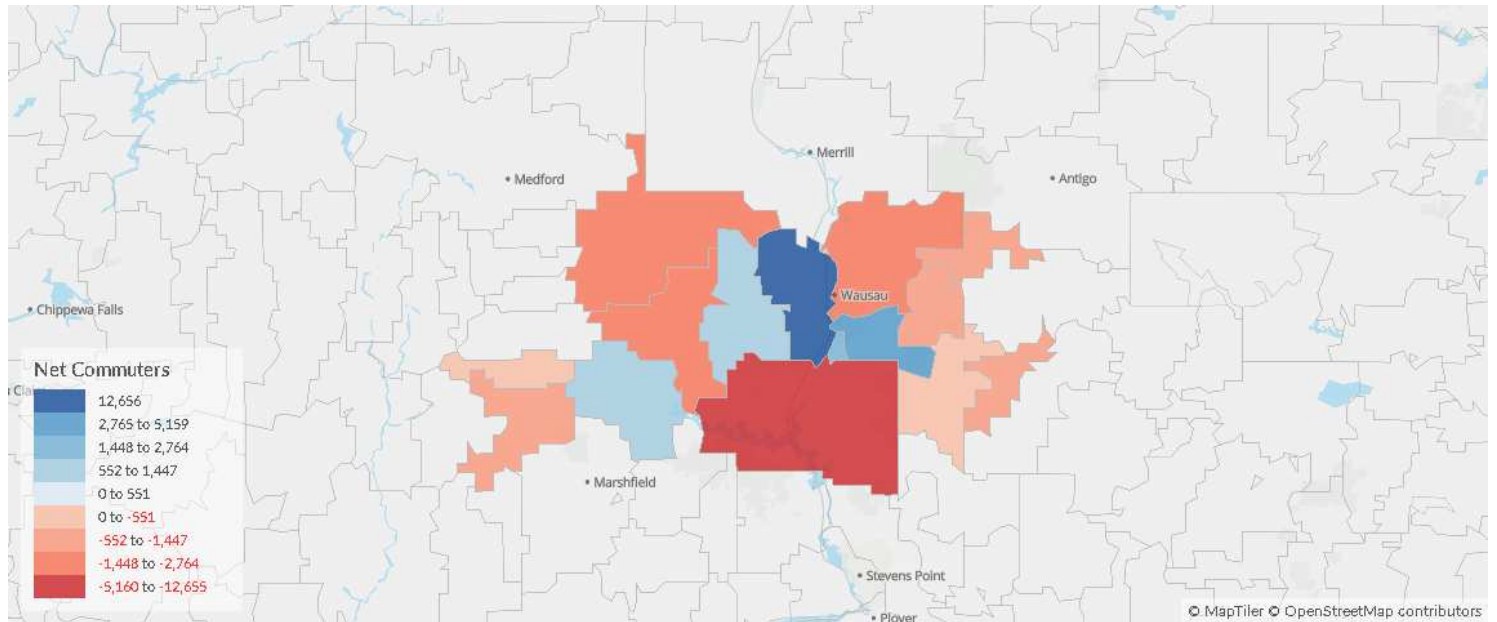 Merrill
Medford
Antigo
Wausau
Chippewa Falls
Net Commuters
12,656
2,765 to 5,159
1,448 to 2,764
552 to 1,447
0 to 551
0 to -551
-552 to -1,447
-1,448 to -2,764
-5,160 to -12,655
Marshfield
Stevens Point
Plover
© MapTiler © OpenStreetMap contributors